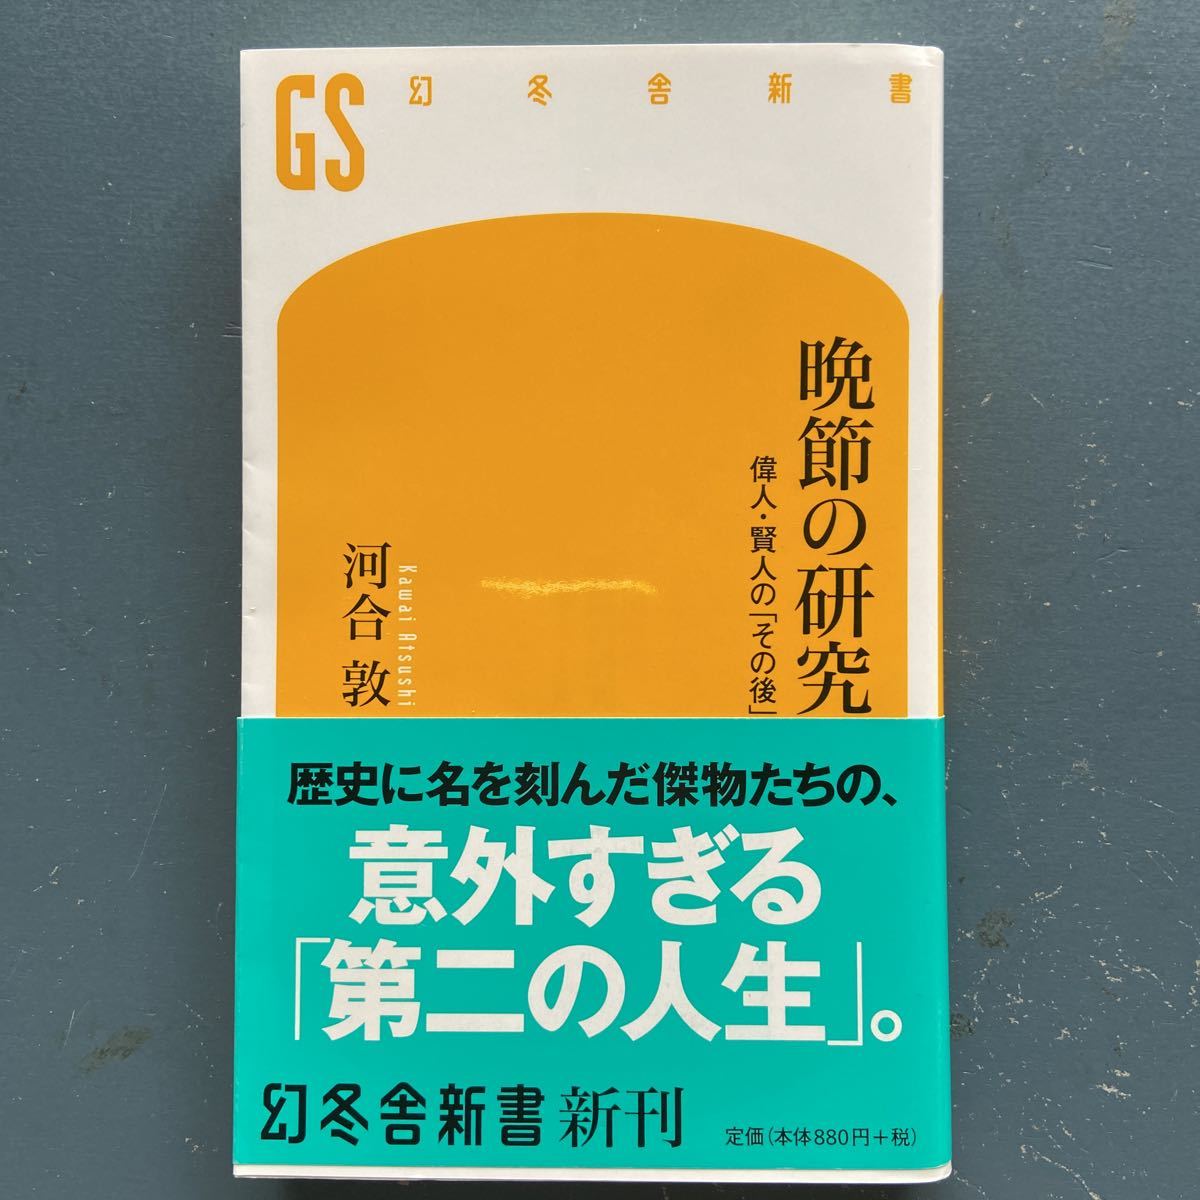 GS
幻冬舎新書
晩節の研究
偉人・賢人の「その後」
河合 敦
Kawai Atsushi
歴史に名を刻んだ傑物たちの、
意外すぎる
「第二の人生」。
幻冬舎新書 新刊
定価(本体880円+税)